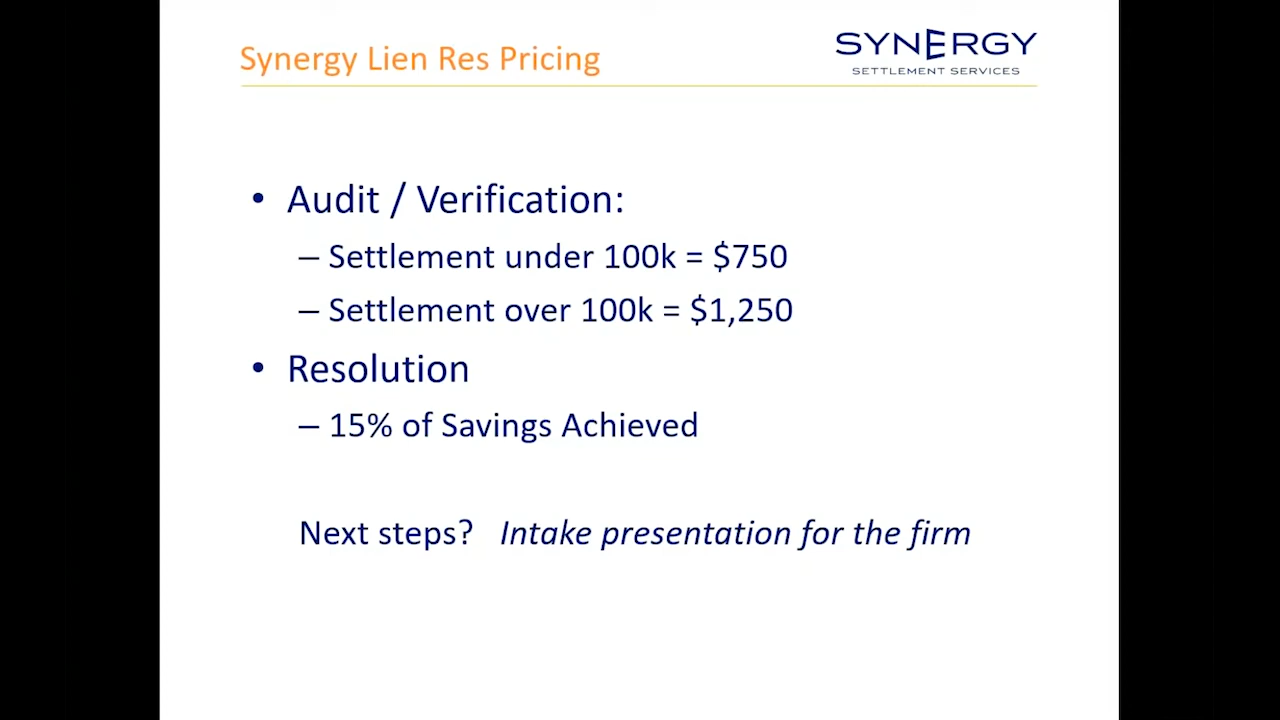 Synergy Lien Res Pricing
SYNERGY
SETTLEMENT SERVICES
• Audit / Verification:
– Settlement under 100k = $750
– Settlement over 100k = $1,250
• Resolution
– 15% of Savings Achieved
Next steps? Intake presentation for the firm